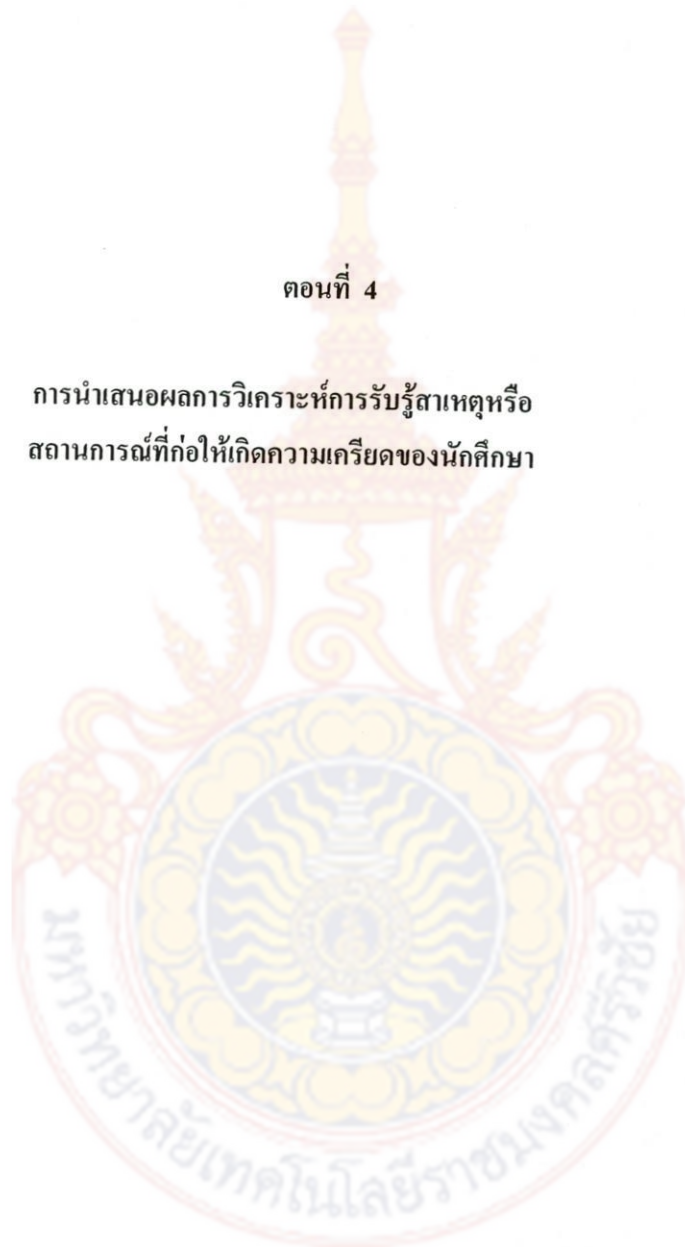 ตอนที่ 4
การนำเสนอผลการวิเคราะห์การรับรู้สาเหตุหรือ
สถานการณ์ที่ก่อให้เกิดความเครียดของนักศึกษา
มหาวิทยาลัยเทคโนโลยีราชมงคลศรีวิชัย